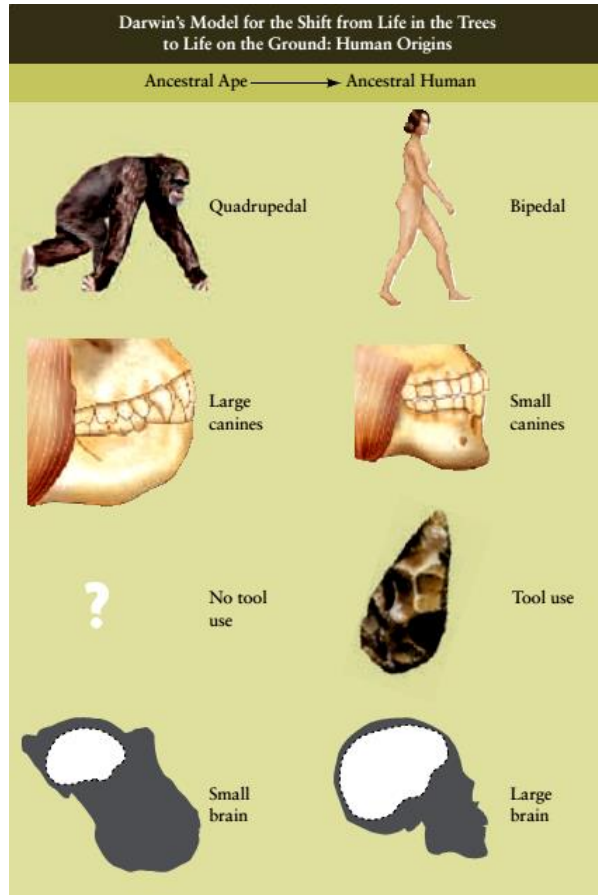 Darwin’s Model for the Shift from Life in the Trees
to Life on the Ground: Human Origins
Ancestral Ape → Ancestral Human
Quadrupedal
Bipedal
Large
canines
Small
canines
?
No tool
use
Tool use
Small
brain
Large
brain